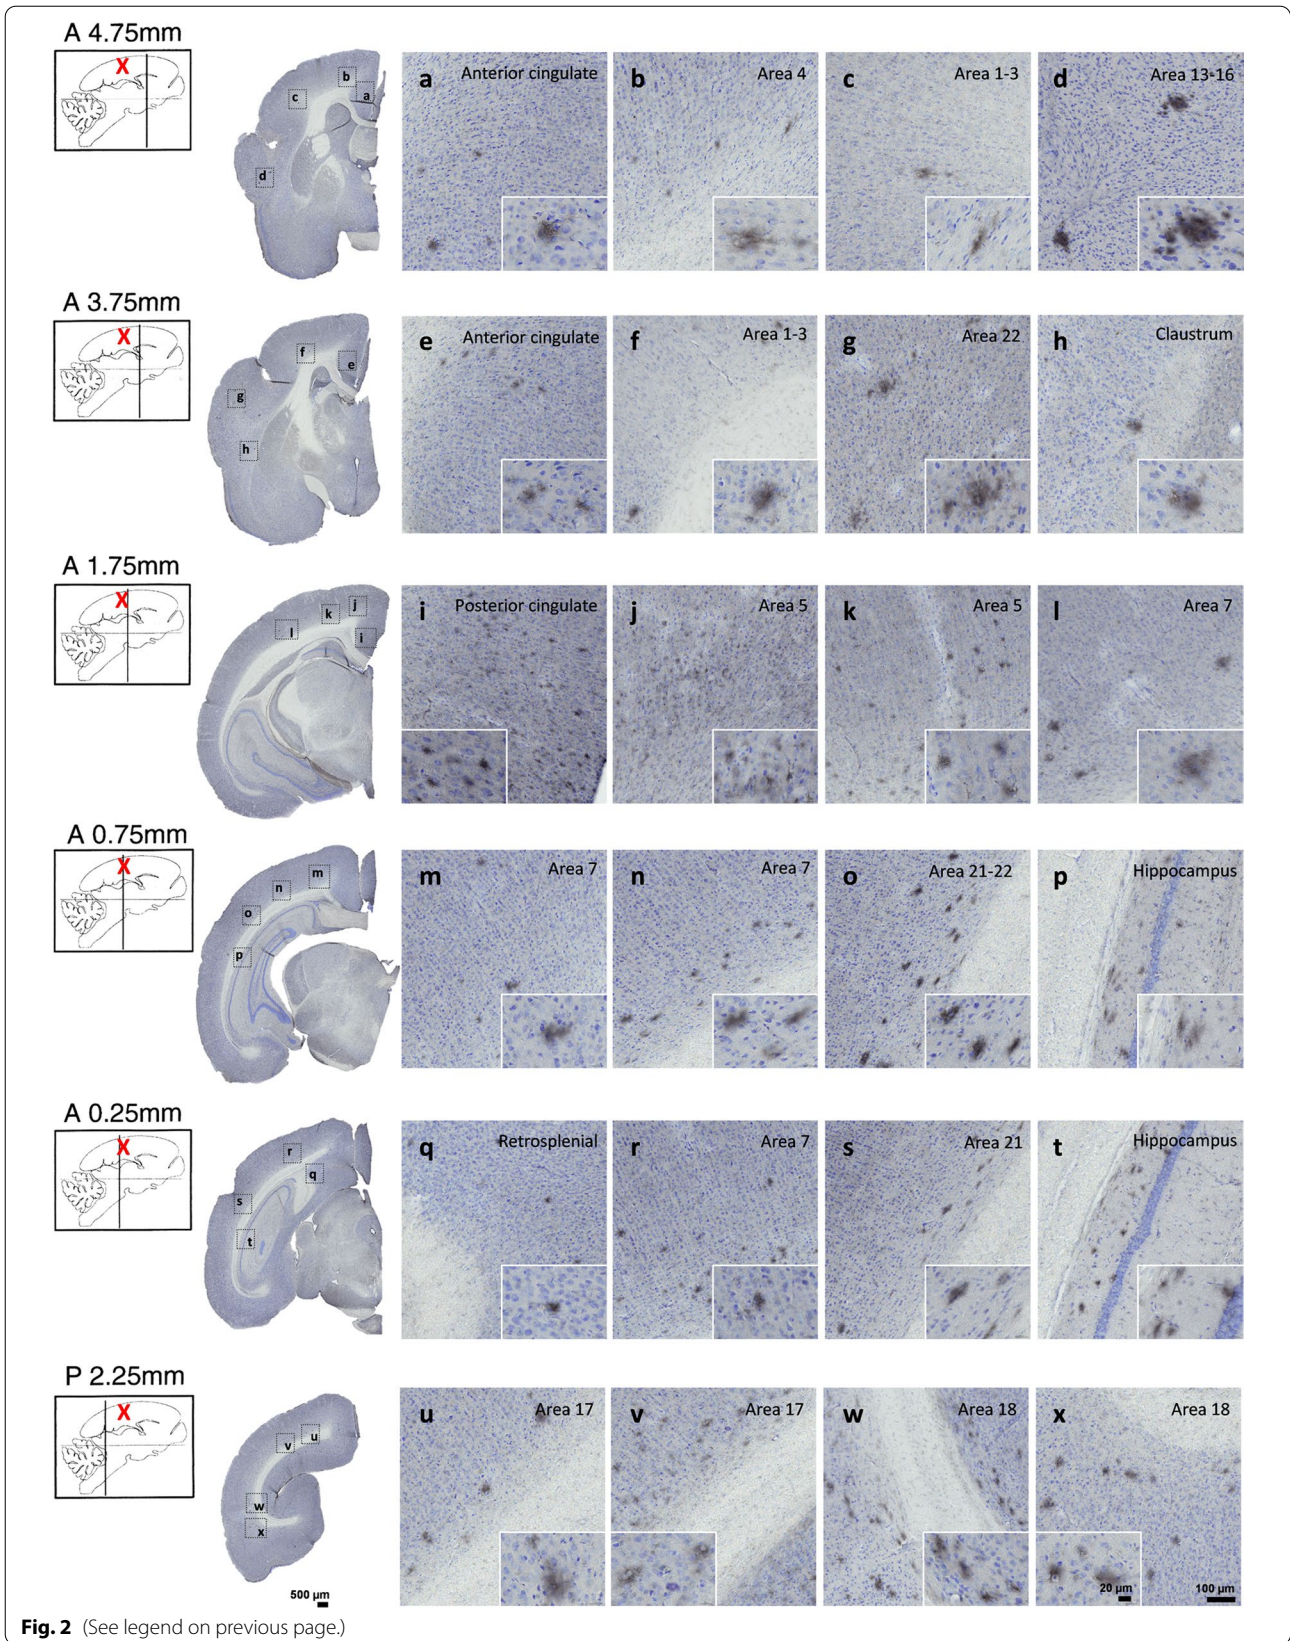 A 4.75mm
X
b
c
a
d
a Anterior cingulate
b Area 4
c Area 1-3
d Area 13-16
A 3.75mm
X
f
e
g
h
e Anterior cingulate
f Area 1-3
g Area 22
h Claustrum
A 1.75mm
X
j
k
l
i
i Posterior cingulate
j Area 5
k Area 5
l Area 7
A 0.75mm
X
m
n
o
p
m Area 7
n Area 7
o Area 21-22
p Hippocampus
A 0.25mm
X
r
q
s
t
q Retrosplenial
r Area 7
s Area 21
t Hippocampus
P 2.25mm
X
u
v
w
x
u Area 17
v Area 17
w Area 18
x Area 18
500 µm
20 µm
100 µm
Fig. 2 (See legend on previous page.)